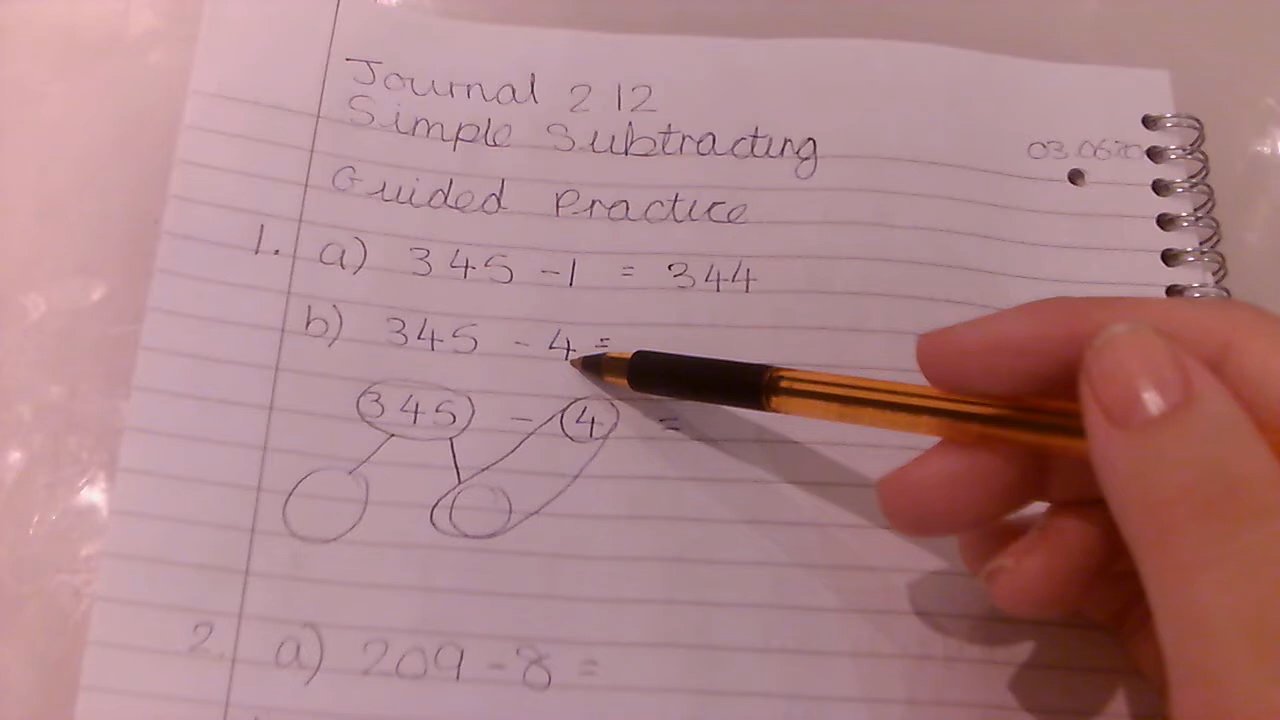 Journal 2.12
Simple Subtracting
Guided Practice
1. a) 345 - 1 = 344
b) 345 - 4 =
345 - 4 =
2. a) 209 - 8 =